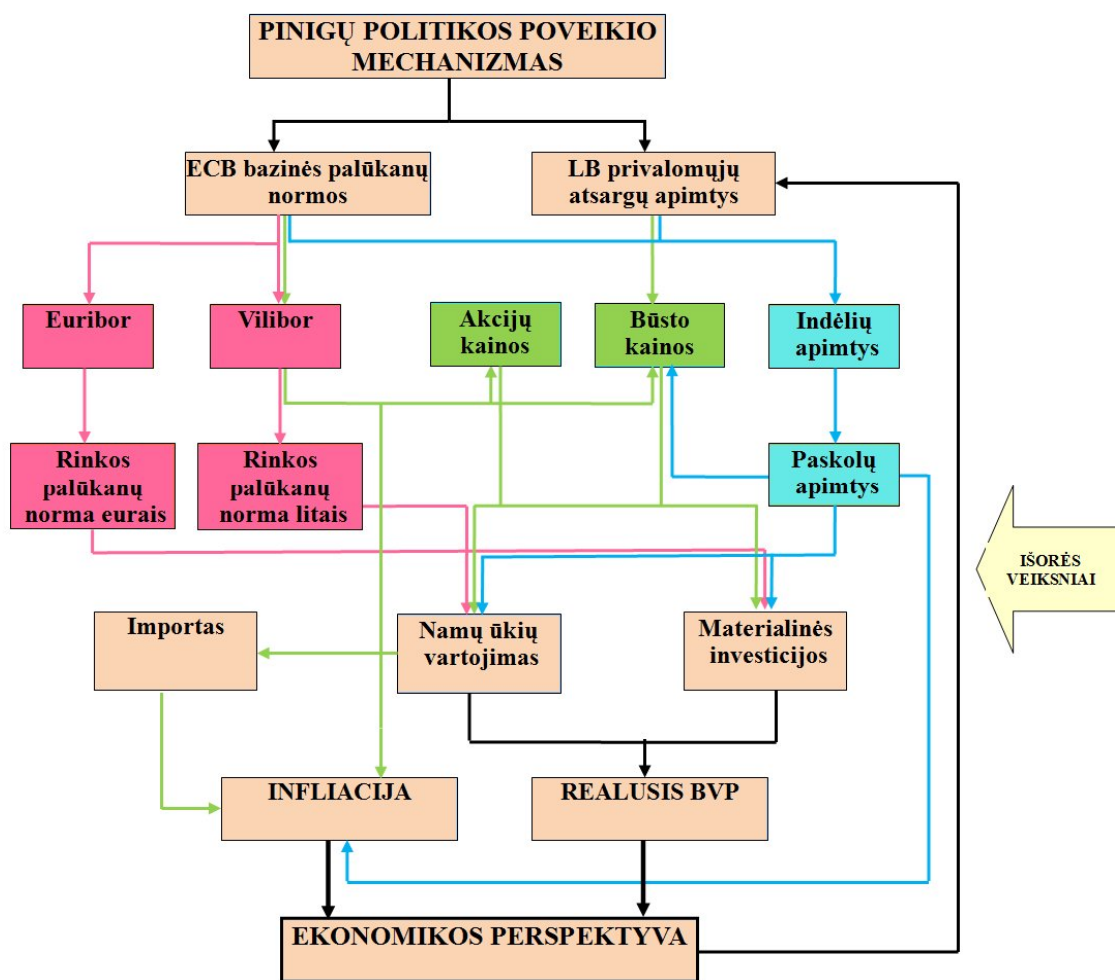 PINIGŲ POLITIKOS POVEIKIO
MECHANIZMAS
ECB bazinės palūkanų
normos
LB privalomųjų
atsargų apimtys
Euribor
Vilibor
Akcijų
kainos
Būsto
kainos
Indėlių
apimtys
Rinkos
palūkanų
norma eurais
Rinkos
palūkanų
norma litais
Paskolų
apimtys
IŠORĖS
VEIKSNIAI
Importas
Namų ūkių
vartojimas
Materialinės
investicijos
INFLIACIJA
REALUSIS BVP
EKONOMIKOS PERSPEKTYVA